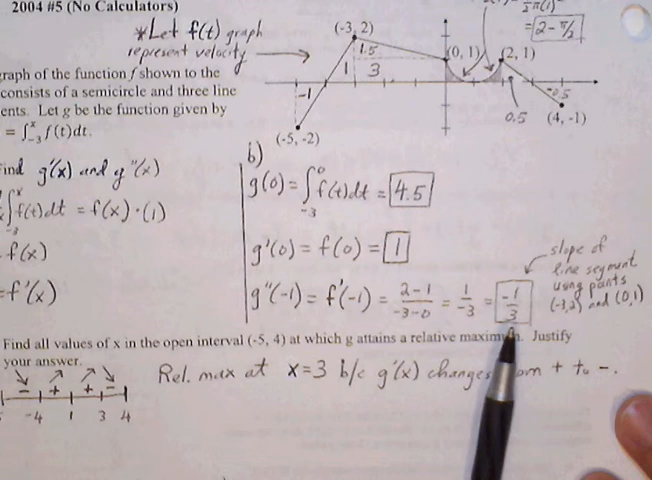 2004 #5 (No Calculators)
*Let f(t) graph
represent velocity
(-3, 2)
1.5
1
3
-1
(-5, -2)
(0, 1)
(2, 1)
0.5
-0.5
(4, -1)
= 2 - π/2
graph of the function f shown to the
consists of a semicircle and three line
ents. Let g be the function given by
= ∫_{-3}^{x} f(t)dt.
ind g'(x) and g''(x)
∫_{-3}^{x} f(t)dt = f(x)·(1)
= f(x)
= f'(x)
b)
g(0) = ∫_{-3}^{0} f(t)dt = 4.5
g'(0) = f(0) = 1
g''(-1) = f'(-1) = 2-1/-3-0 = 1/-3 = -1/3
slope of
line segment
using points
(-3,2) and (0,1)
Find all values of x in the open interval (-5, 4) at which g attains a relative maximum. Justify
your answer.
- + + -
-4 1 3 4
Rel. max at x=3 b/c g'(x) changes from + to -.